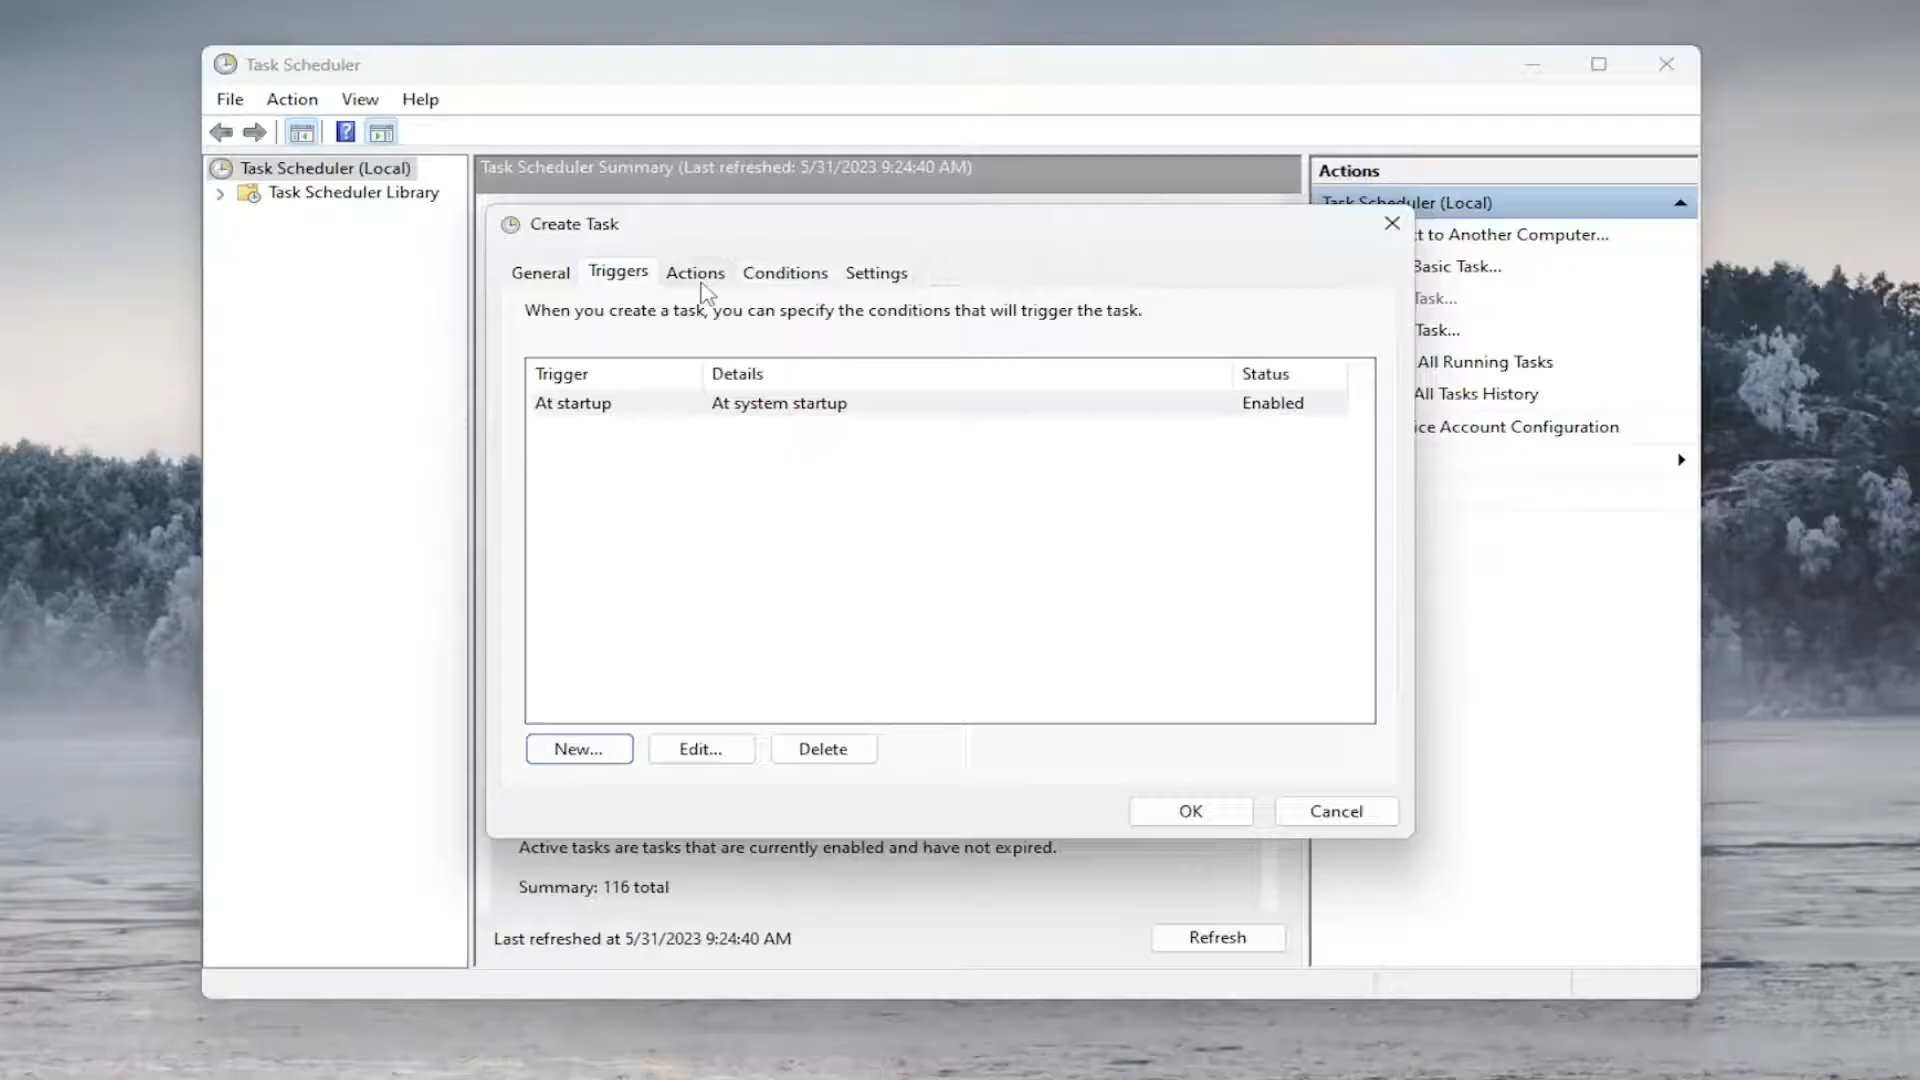 Task Scheduler
File Action View Help
Task Scheduler (Local)
Task Scheduler Library
Task Scheduler Summary (Last refreshed: 5/31/2023 9:24:40 AM)
Actions
Task Scheduler (Local)
to Another Computer...
Basic Task...
Task...
Task...
All Running Tasks
All Tasks History
Account Configuration
Create Task
General Triggers Actions Conditions Settings
When you create a task, you can specify the conditions that will trigger the task.
Trigger Details Status
At startup At system startup Enabled
New... Edit... Delete
OK Cancel
Active tasks are tasks that are currently enabled and have not expired.
Summary: 116 total
Last refreshed at 5/31/2023 9:24:40 AM
Refresh